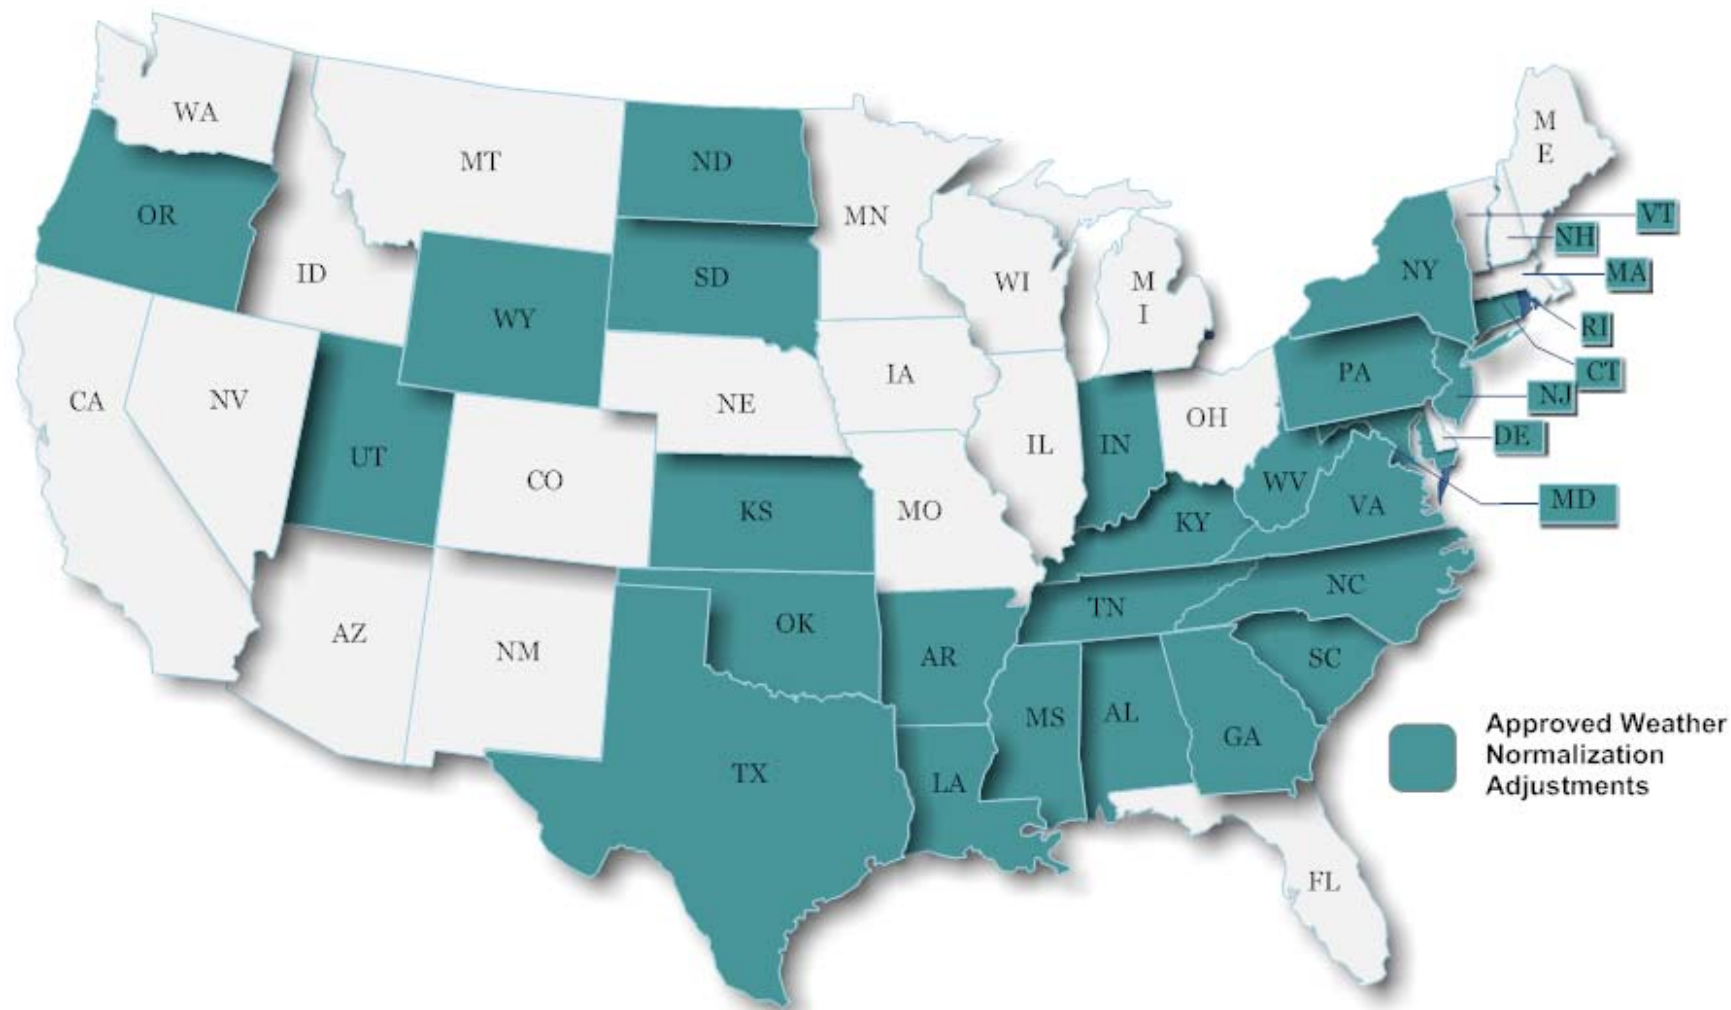 WA
MT
ND
M
E
OR
MN
VT
NH
ID
SD
WI
M
I
NY
MA
WY
RI
CA
NV
NE
IA
PA
CT
NJ
UT
CO
IL
IN
OH
DE
KS
MO
KY
WV
VA
MD
AZ
NM
OK
AR
TN
NC
SC
TX
LA
MS
AL
GA
Approved Weather
Normalization
Adjustments
FL